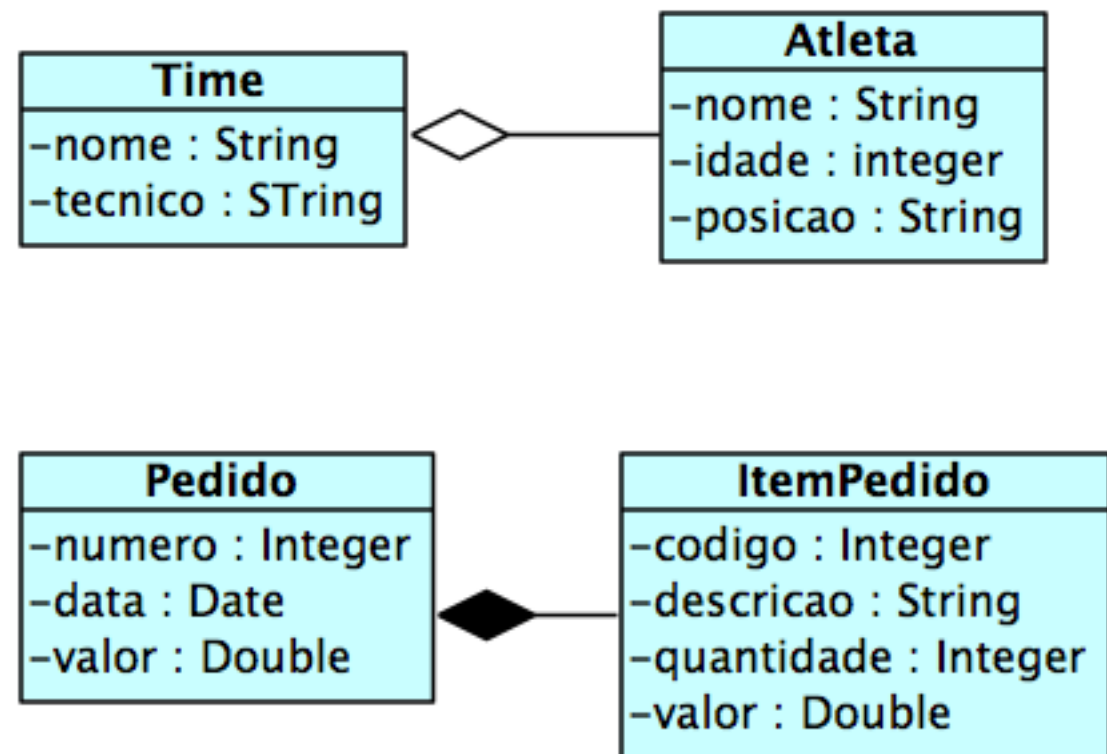 Time
-nome : String
-tecnico : STring
Atleta
-nome : String
-idade : integer
-posicao : String
Pedido
-numero : Integer
-data : Date
-valor : Double
ItemPedido
-codigo : Integer
-descricao : String
-quantidade : Integer
-valor : Double